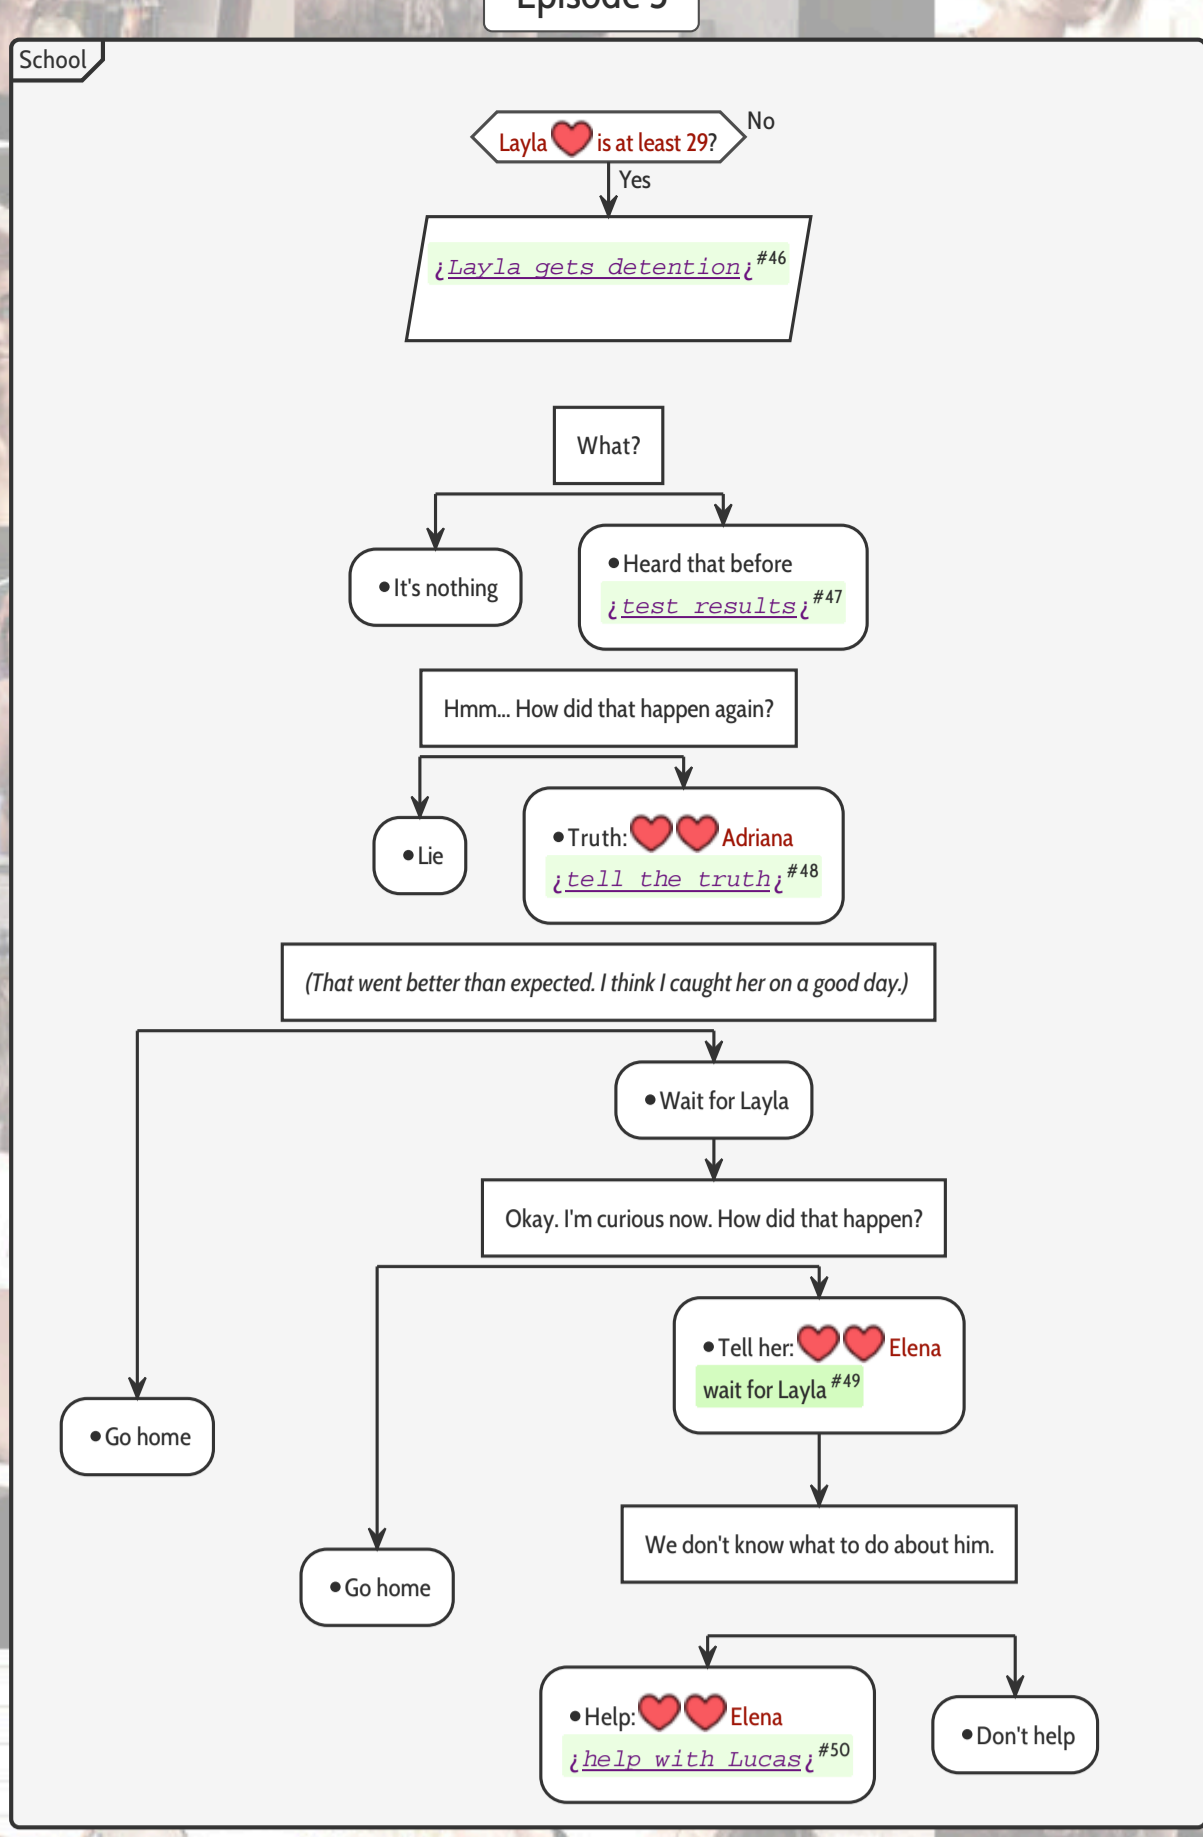 School
Layla is at least 29?
No
Yes
¿Layla gets detention¿ #46
What?
•It's nothing
•Heard that before
¿test results¿ #47
Hmm... How did that happen again?
•Lie
•Truth: Adriana
¿tell the truth¿ #48
(That went better than expected. I think I caught her on a good day.)
•Wait for Layla
Okay. I'm curious now. How did that happen?
•Tell her: Elena
wait for Layla #49
•Go home
We don't know what to do about him.
•Go home
•Help: Elena
¿help with Lucas¿ #50
•Don't help